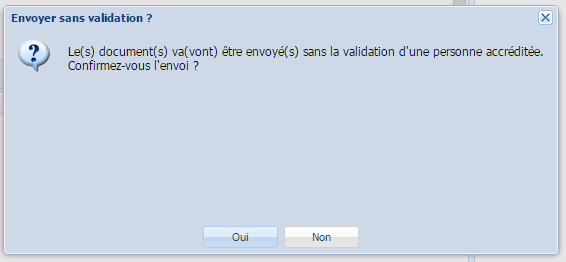 Envoyer sans validation ?
Le(s) document(s) va(vont) être envoyé(s) sans la validation d'une personne accréditée.
Confirmez-vous l'envoi ?
Oui Non